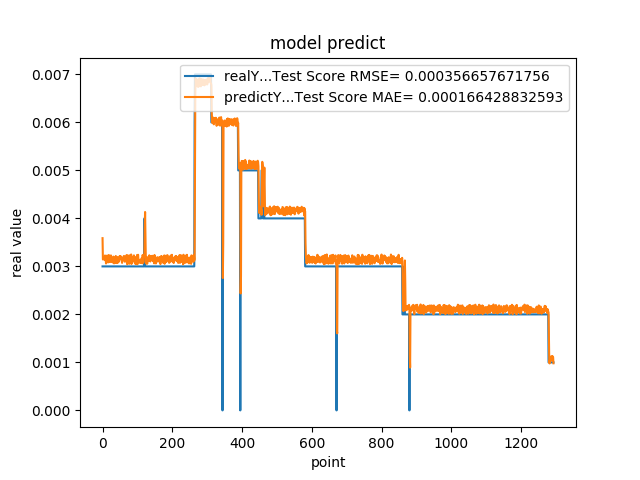 model predict
realY...Test Score RMSE= 0.000356657671756
predictY...Test Score MAE= 0.000166428832593
0.007
0.006
0.005
0.004
0.003
0.002
0.001
0.000
real value
0 200 400 600 800 1000 1200
point